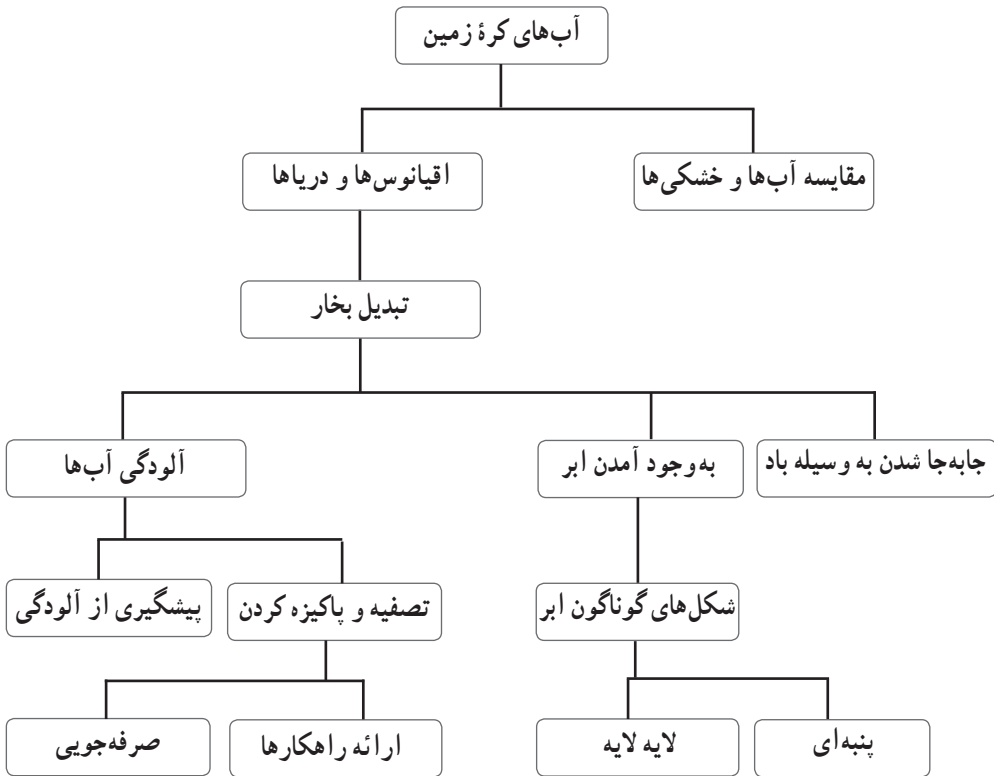 آب‌های کرهٔ زمین
مقایسه آب‌ها و خشکی‌ها
اقیانوس‌ها و دریاها
تبدیل بخار
جابه‌جا شدن به وسیله باد
به‌وجود آمدن ابر
آلودگی آب‌ها
شکل‌های گوناگون ابر
تصفیه و پاکیزه کردن
پیشگیری از آلودگی
پنبه‌ای
لایه لایه
ارائه راهکارها
صرفه‌جویی